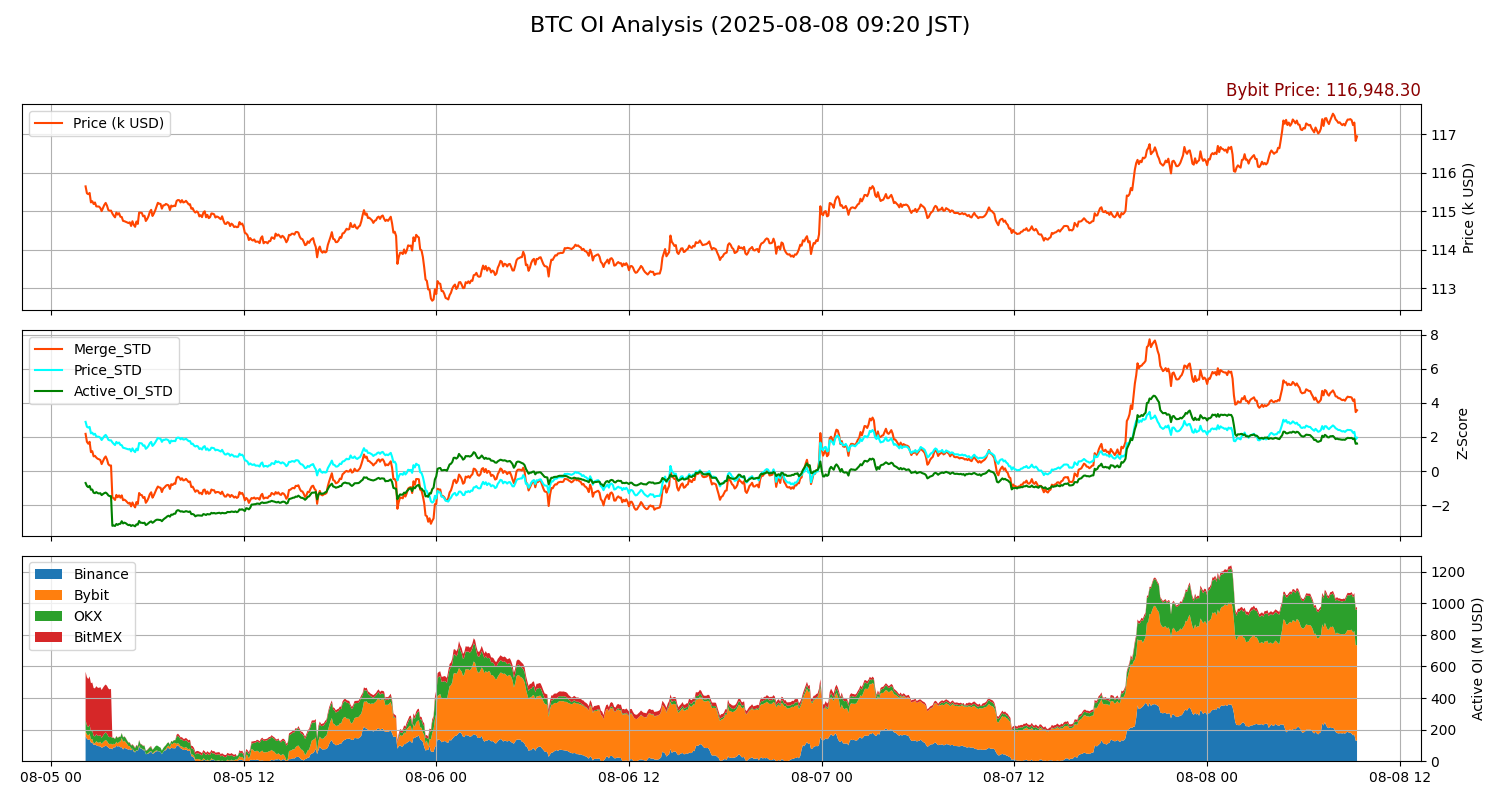 BTC OI Analysis (2025-08-08 09:20 JST)
Bybit Price: 116,948.30
Price (k USD)
117
116
115
114
113
Price (k USD)
Merge_STD
Price_STD
Active_OI_STD
8
6
4
2
0
−2
Z-Score
Binance
Bybit
OKX
BitMEX
1200
1000
800
600
400
200
0
Active OI (M USD)
08-05 00
08-05 12
08-06 00
08-06 12
08-07 00
08-07 12
08-08 00
08-08 12